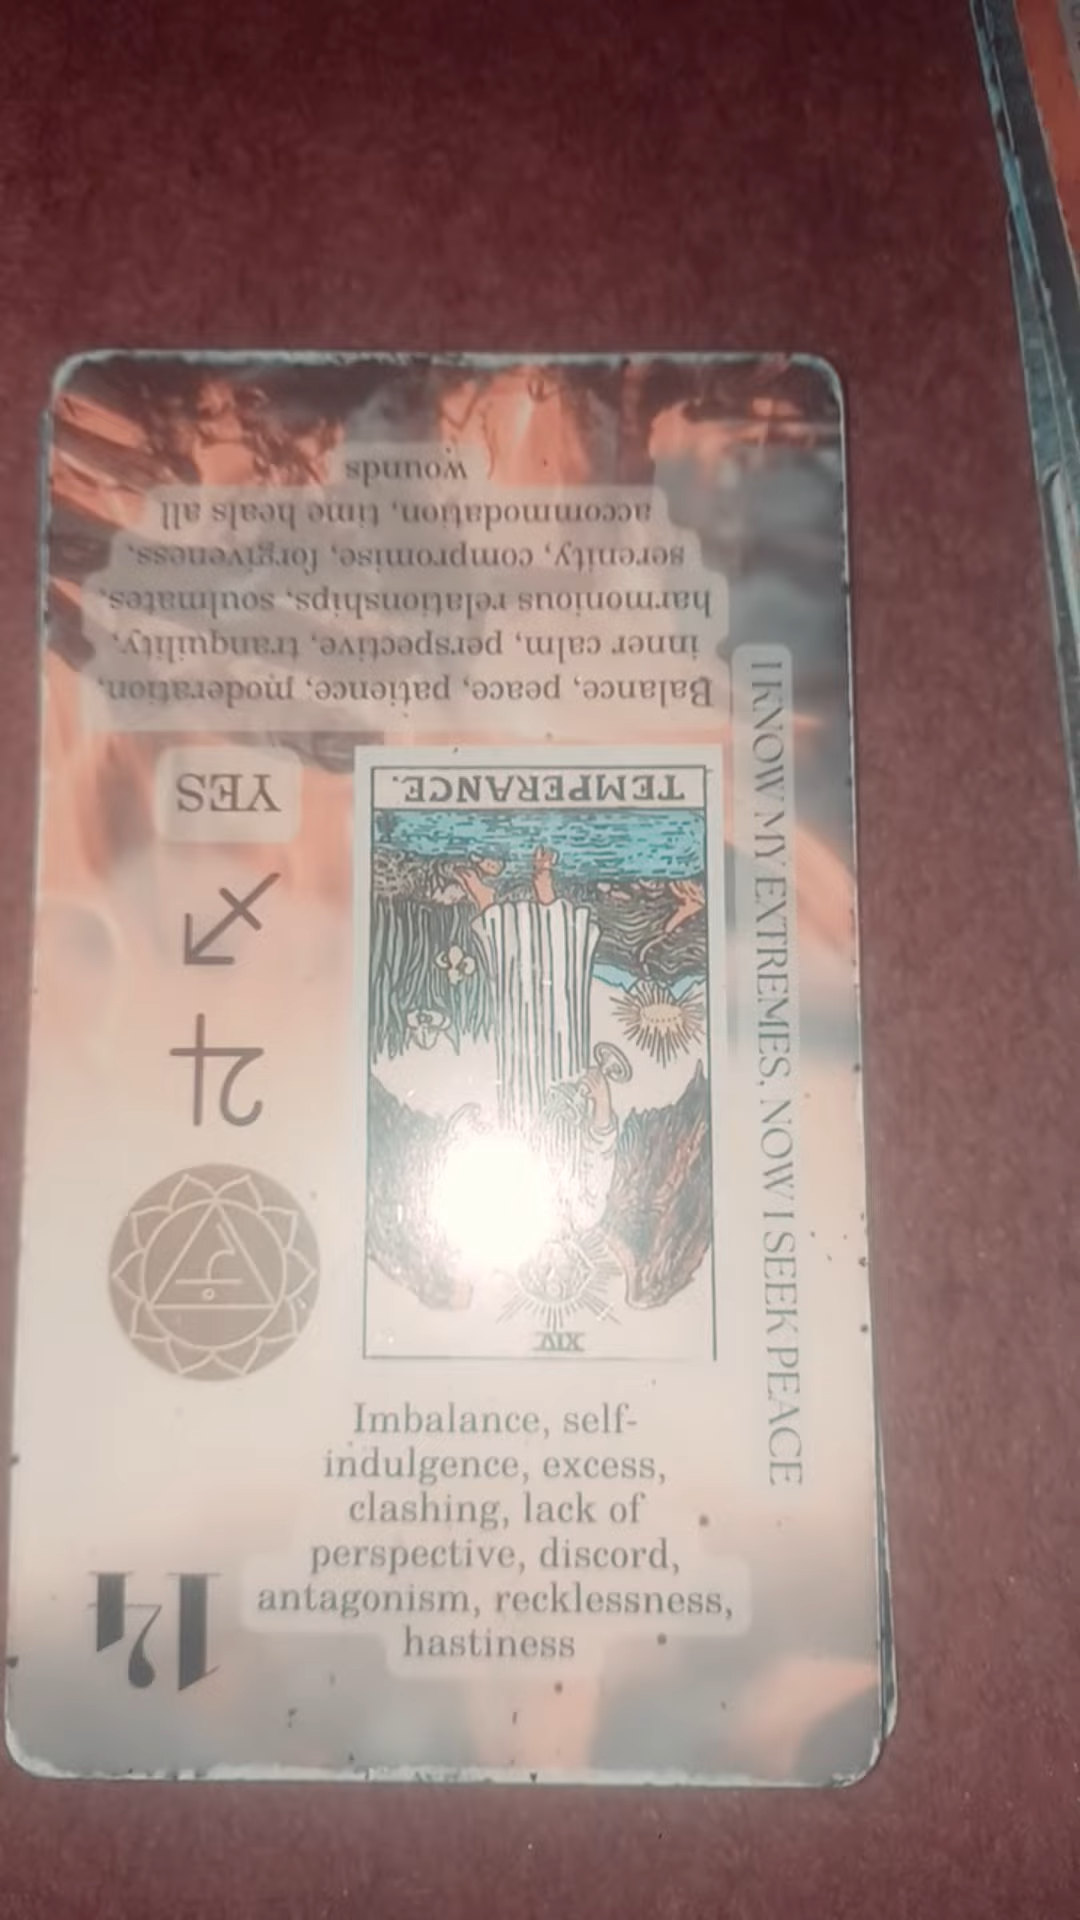 Balance, peace, patience, moderation,
inner calm, perspective, tranquility,
harmonious relationships, soulmates,
serenity, compromise, forgiveness,
accommodation, time heals all
wounds
YES
TEMPERANCE.
XIV
I KNOW MY EXTREMES, NOW I SEEK PEACE
Imbalance, self-
indulgence, excess,
clashing, lack of
perspective, discord,
antagonism, recklessness,
hastiness
14